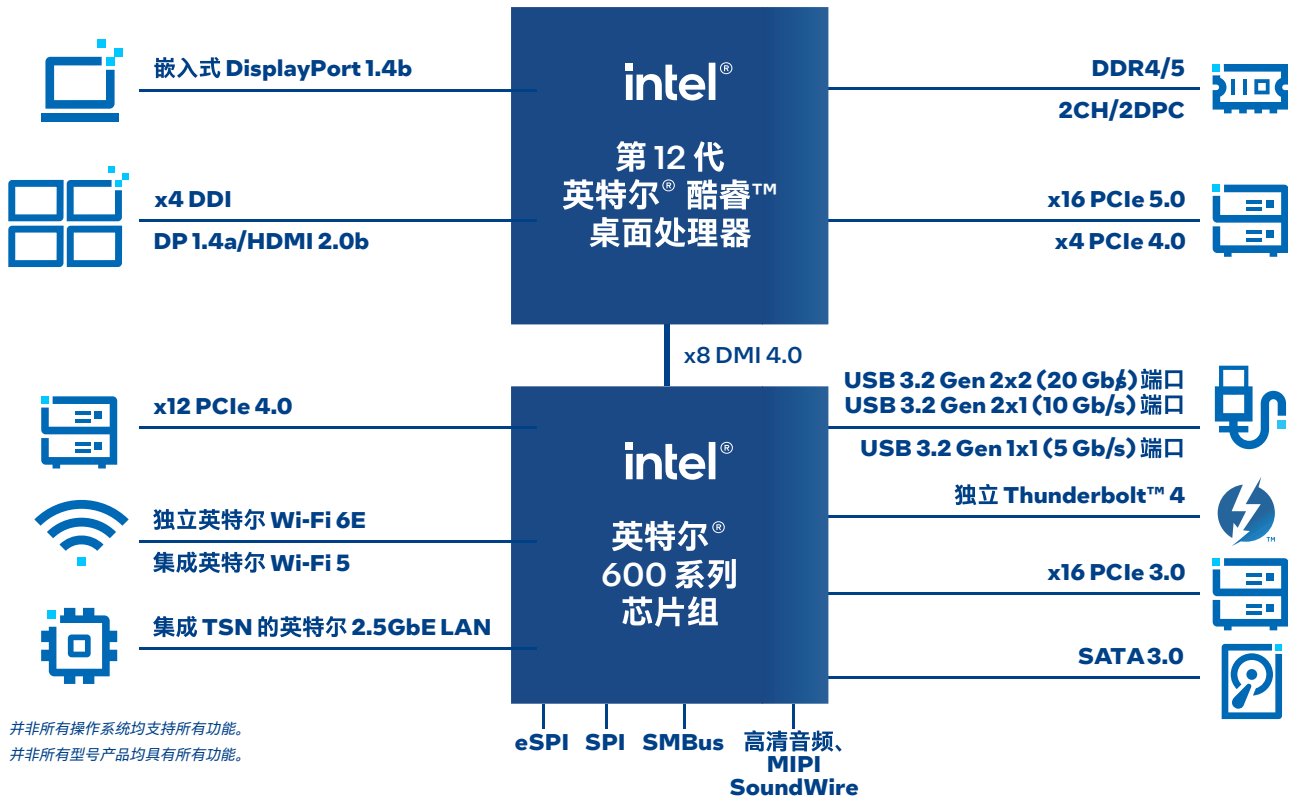 嵌入式 DisplayPort 1.4b
x4 DDI
DP 1.4a/HDMI 2.0b
intel®
第 12 代
英特尔® 酷睿™
桌面处理器
DDR4/5
2CH/2DPC
x16 PCIe 5.0
x4 PCIe 4.0
x8 DMI 4.0
x12 PCIe 4.0
独立英特尔 Wi-Fi 6E
集成英特尔 Wi-Fi 5
集成 TSN 的英特尔 2.5GbE LAN
intel®
英特尔®
600 系列
芯片组
USB 3.2 Gen 2x2 (20 Gb/s) 端口
USB 3.2 Gen 2x1 (10 Gb/s) 端口
USB 3.2 Gen 1x1 (5 Gb/s) 端口
独立 Thunderbolt™ 4
TM
x16 PCIe 3.0
SATA 3.0
eSPI
SPI
SMBus
高清音频、
MIPI
SoundWire
并非所有操作系统均支持所有功能。
并非所有型号产品均具有所有功能。